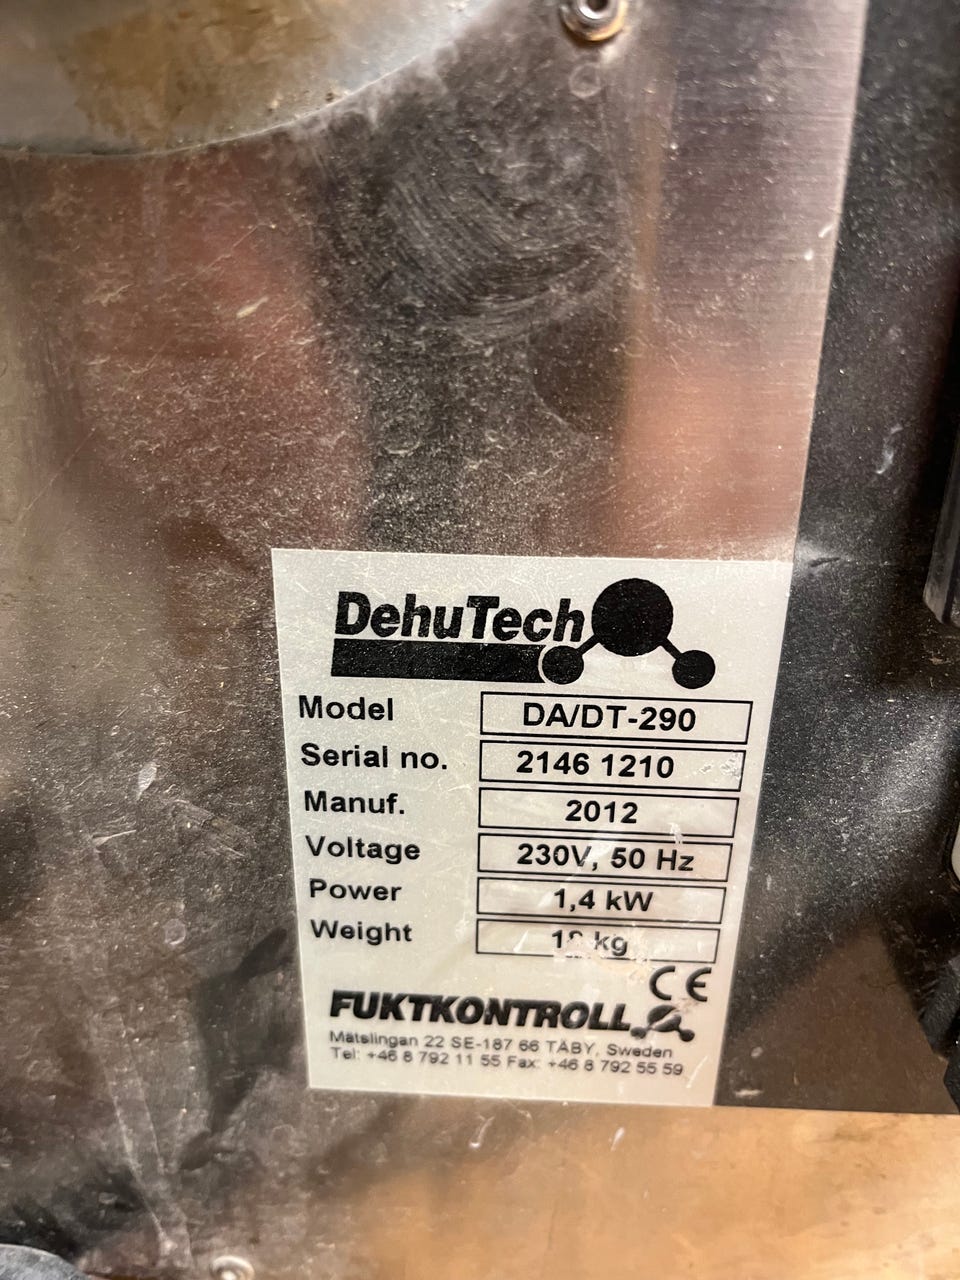 DehuTech
Model DA/DT-290
Serial no. 2146 1210
Manuf. 2012
Voltage 230V, 50 Hz
Power 1,4 kW
Weight kg
CE
FUKTKONTROLL
Mätslingan 22 SE-187 66 TÄBY, Sweden
Tel: +46 8 792 11 55 Fax: +46 8 792 55 59